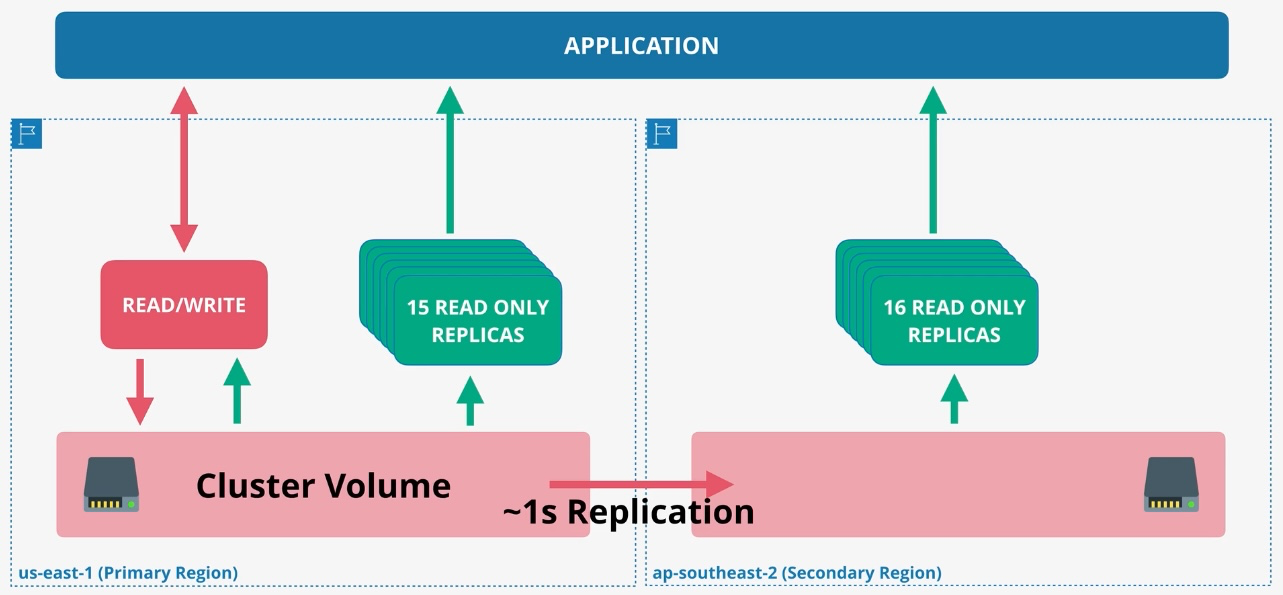 APPLICATION
READ/WRITE
15 READ ONLY
REPLICAS
16 READ ONLY
REPLICAS
Cluster Volume
~1s Replication
us-east-1 (Primary Region)
ap-southeast-2 (Secondary Region)